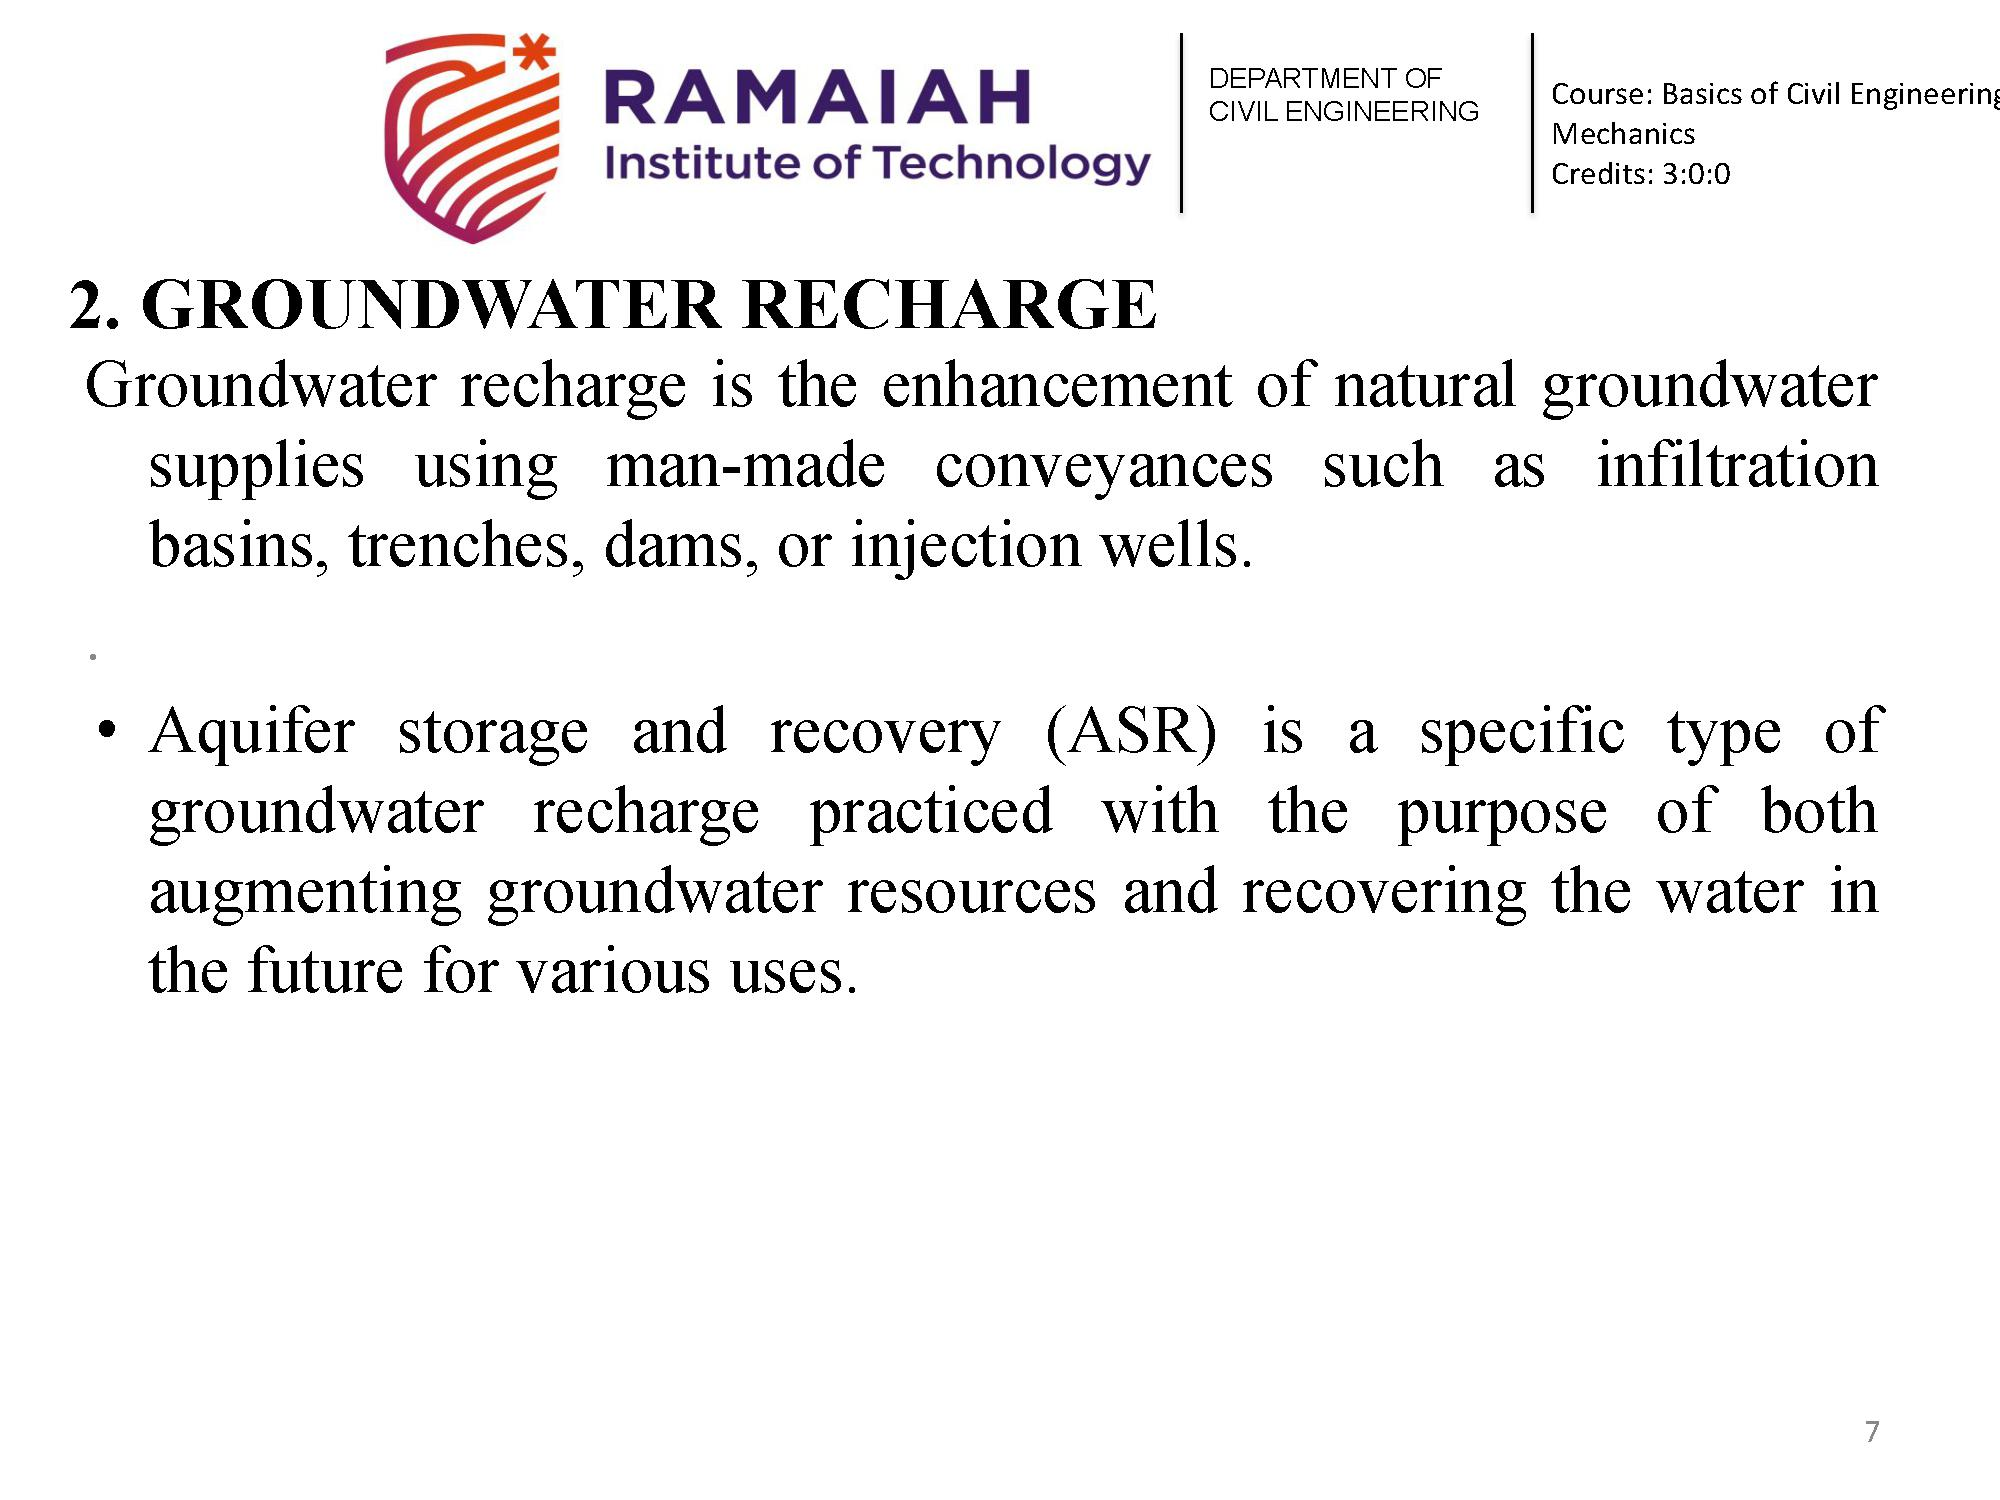 RAMAIAH
Institute of Technology
DEPARTMENT OF
CIVIL ENGINEERING
Course: Basics of Civil Engineering
Mechanics
Credits: 3:0:0
2. GROUNDWATER RECHARGE
Groundwater recharge is the enhancement of natural groundwater
supplies using man-made conveyances such as infiltration
basins, trenches, dams, or injection wells.
.
• Aquifer storage and recovery (ASR) is a specific type of
groundwater recharge practiced with the purpose of both
augmenting groundwater resources and recovering the water in
the future for various uses.
7